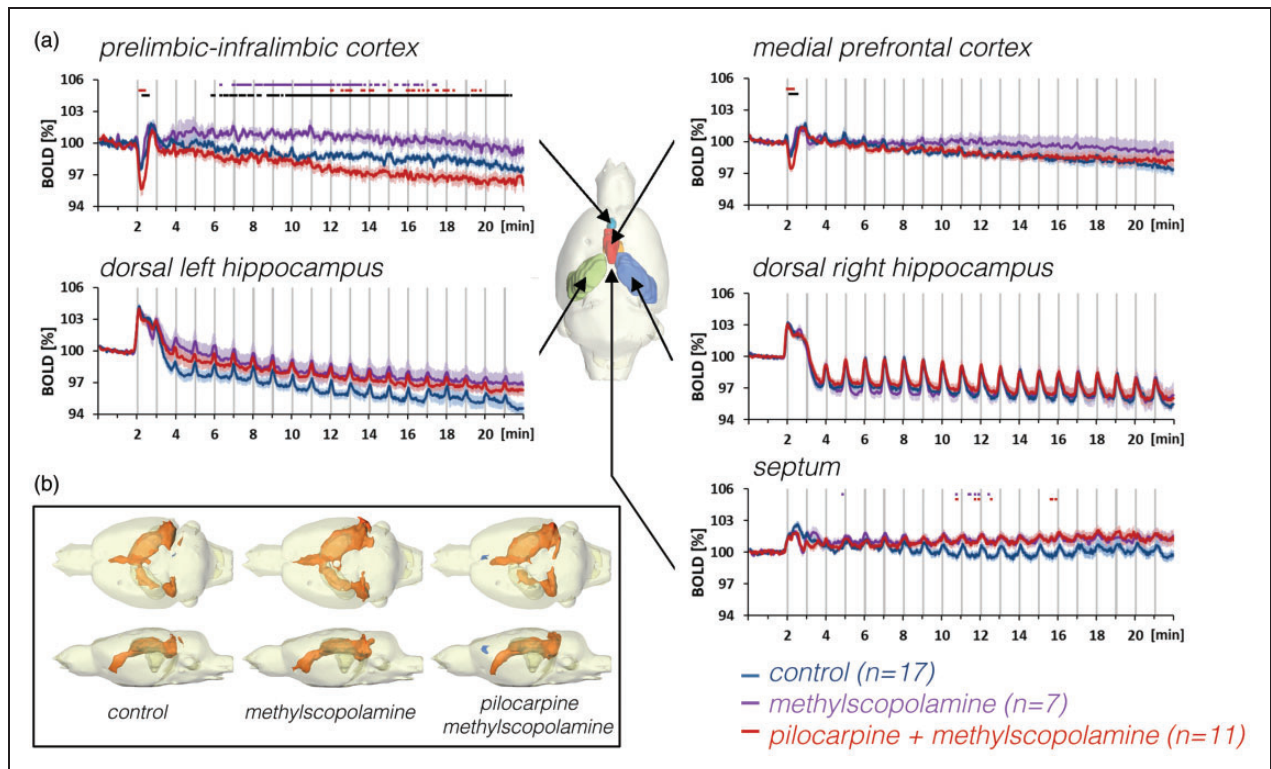 (a)
prelimbic-infralimbic cortex
BOLD [%]
106
103
100
97
94
2 4 6 8 10 12 14 16 18 20 [min]
medial prefrontal cortex
BOLD [%]
106
103
100
97
94
2 4 6 8 10 12 14 16 18 20 [min]
dorsal left hippocampus
BOLD [%]
106
103
100
97
94
2 4 6 8 10 12 14 16 18 20 [min]
dorsal right hippocampus
BOLD [%]
106
103
100
97
94
2 4 6 8 10 12 14 16 18 20 [min]
septum
BOLD [%]
106
103
100
97
94
2 4 6 8 10 12 14 16 18 20 [min]
(b)
control
methylscopolamine
pilocarpine
methylscopolamine
control (n=17)
methylscopolamine (n=7)
pilocarpine + methylscopolamine (n=11)